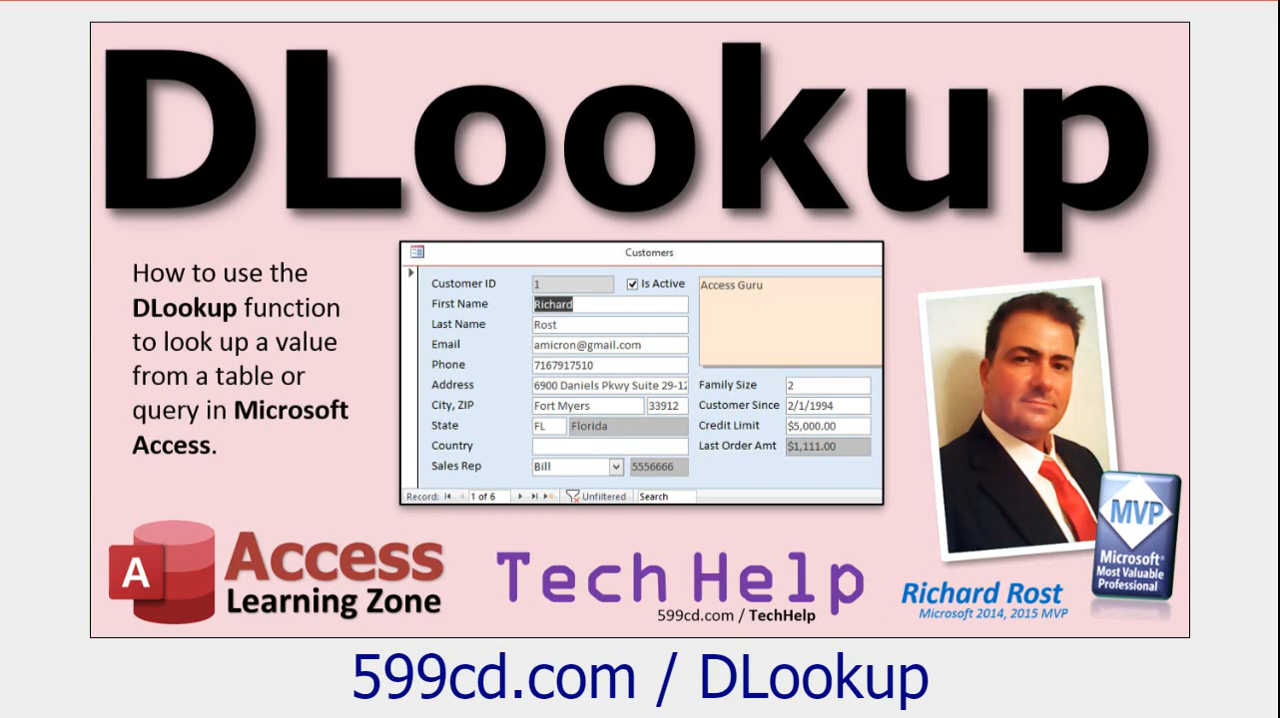 DLookup
How to use the
DLookup function
to look up a value
from a table or
query in Microsoft
Access.
Customers
Customer ID 1 Is Active Access Guru
First Name Richard
Last Name Rost
Email amicron@gmail.com
Phone 7167917510
Address 6900 Daniels Pkwy Suite 29-12 Family Size 2
City, ZIP Fort Myers 33912 Customer Since 2/1/1994
State FL Florida Credit Limit $5,000.00
Country Last Order Amt $1,111.00
Sales Rep Bill 5556666
Record: 1 of 6 Unfiltered Search
A Access
Learning Zone
TechHelp
599cd.com / TechHelp
MVP
Microsoft®
Most Valuable
Professional
Richard Rost
Microsoft 2014, 2015 MVP
599cd.com / DLookup